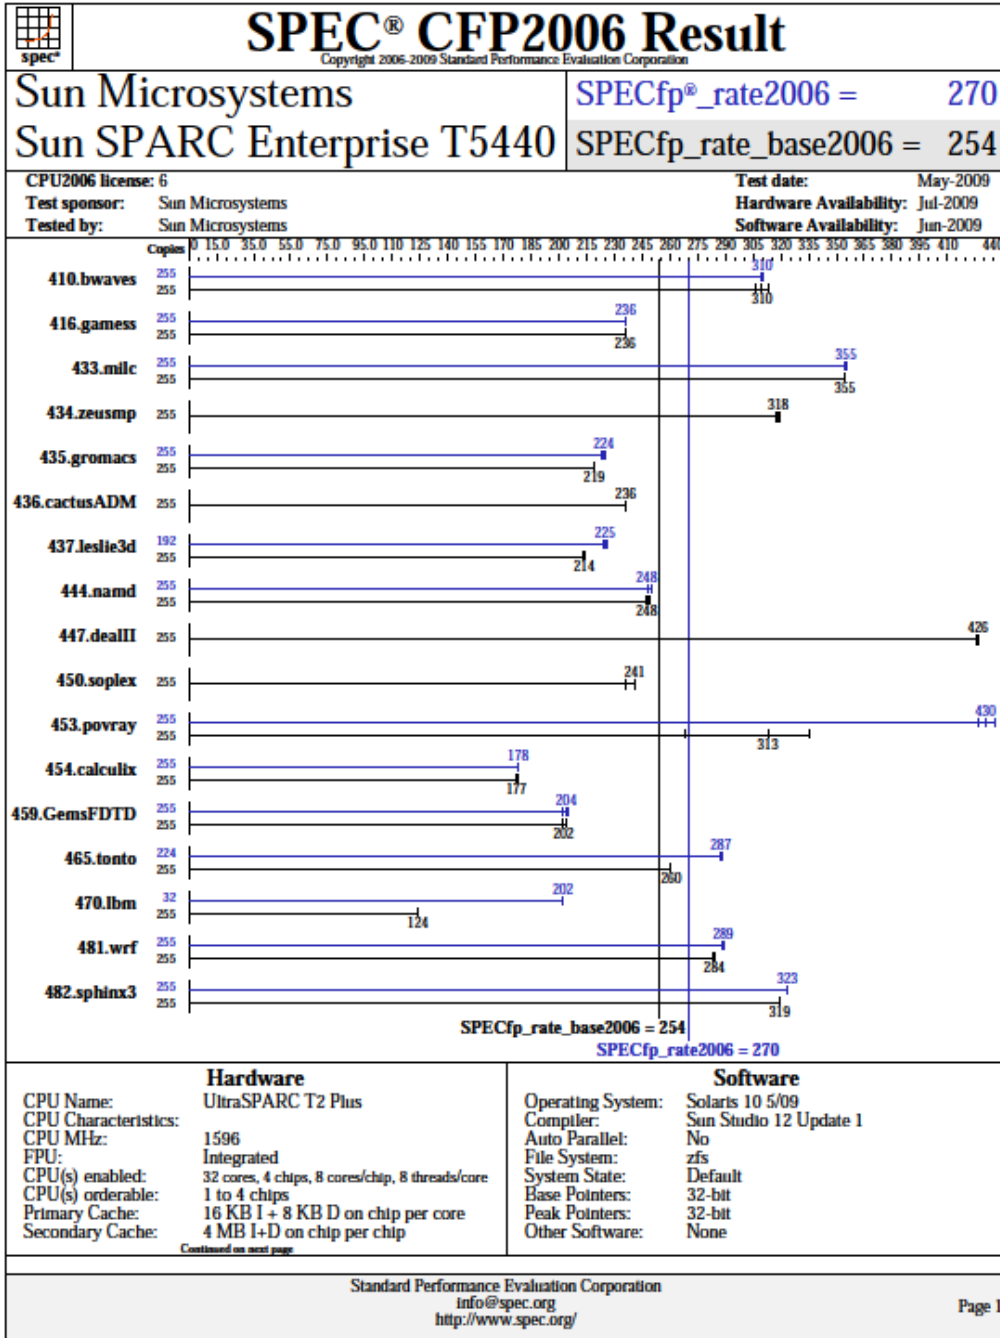 spec®
SPEC® CFP2006 Result
Copyright 2006-2009 Standard Performance Evaluation Corporation
Sun Microsystems
Sun SPARC Enterprise T5440
SPECfp®_rate2006 = 270
SPECfp_rate_base2006 = 254
CPU2006 license: 6
Test sponsor: Sun Microsystems
Tested by: Sun Microsystems
Test date: May-2009
Hardware Availability: Jul-2009
Software Availability: Jun-2009
Copies 0 15.0 35.0 55.0 75.0 95.0 110 125 140 155 170 185 200 215 230 245 260 275 290 305 320 335 350 365 380 395 410 440
410.bwaves 255 310
255 310
416.gamess 255 236
255 236
433.milc 255 355
255 355
434.zeusmp 255 318
435.gromacs 255 224
255 219
436.cactusADM 255 236
437.leslie3d 192 225
255 214
444.namd 255 248
255 248
447.dealII 255 426
450.soplex 255 241
453.povray 255 430
255 313
454.calculix 255 178
255 177
459.GemsFDTD 255 204
255 202
465.tonto 224 287
255 260
470.lbm 32 202
255 124
481.wrf 255 289
255 284
482.sphinx3 255 323
255 319
SPECfp_rate_base2006 = 254
SPECfp_rate2006 = 270
Hardware
CPU Name: UltraSPARC T2 Plus
CPU Characteristics:
CPU MHz: 1596
FPU: Integrated
CPU(s) enabled: 32 cores, 4 chips, 8 cores/chip, 8 threads/core
CPU(s) orderable: 1 to 4 chips
Primary Cache: 16 KB I + 8 KB D on chip per core
Secondary Cache: 4 MB I+D on chip per chip
Continued on next page
Software
Operating System: Solaris 10 5/09
Compiler: Sun Studio 12 Update 1
Auto Parallel: No
File System: zfs
System State: Default
Base Pointers: 32-bit
Peak Pointers: 32-bit
Other Software: None
Standard Performance Evaluation Corporation
info@spec.org
http://www.spec.org/
Page 1